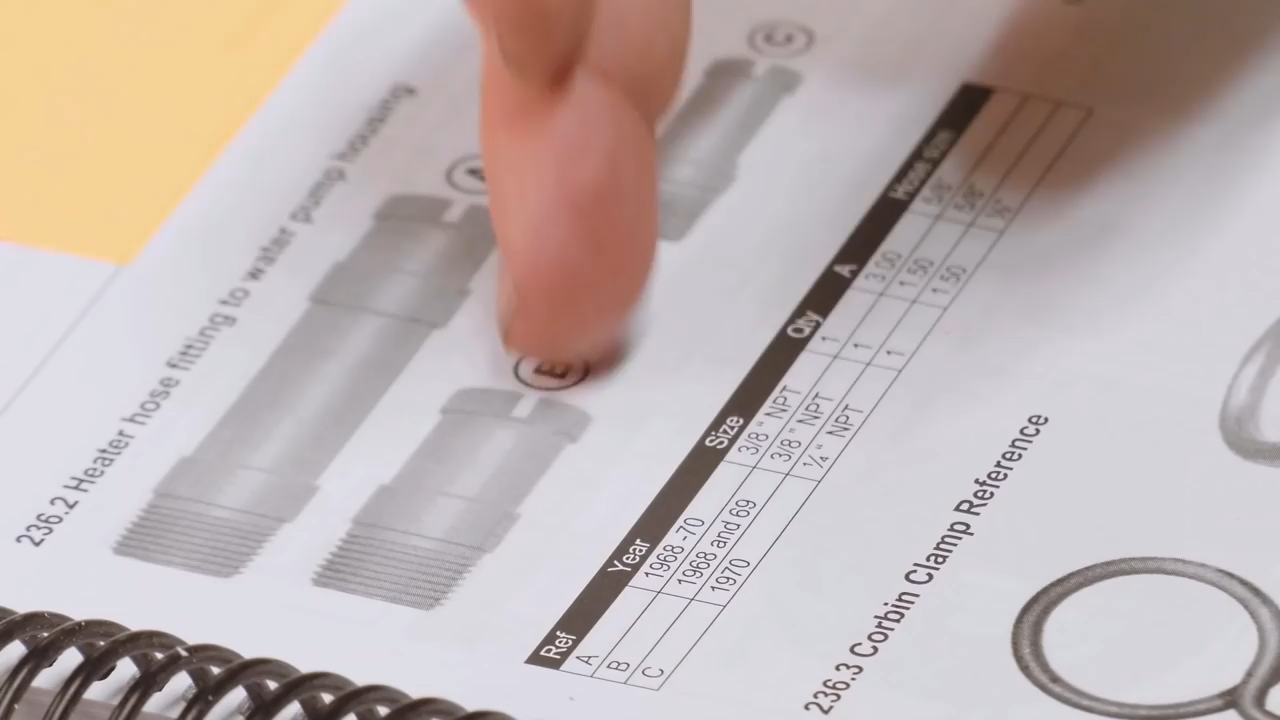 236.2 Heater hose fitting to water pump housing
A
B
C
Ref Year Size Qty A Hose size
A 1968 -70 3/8 " NPT 1 3.00 5/8"
B 1968 and 69 3/8 " NPT 1 1.50 5/8"
C 1970 ¼ " NPT 1 1.50 ½"
236.3 Corbin Clamp Reference